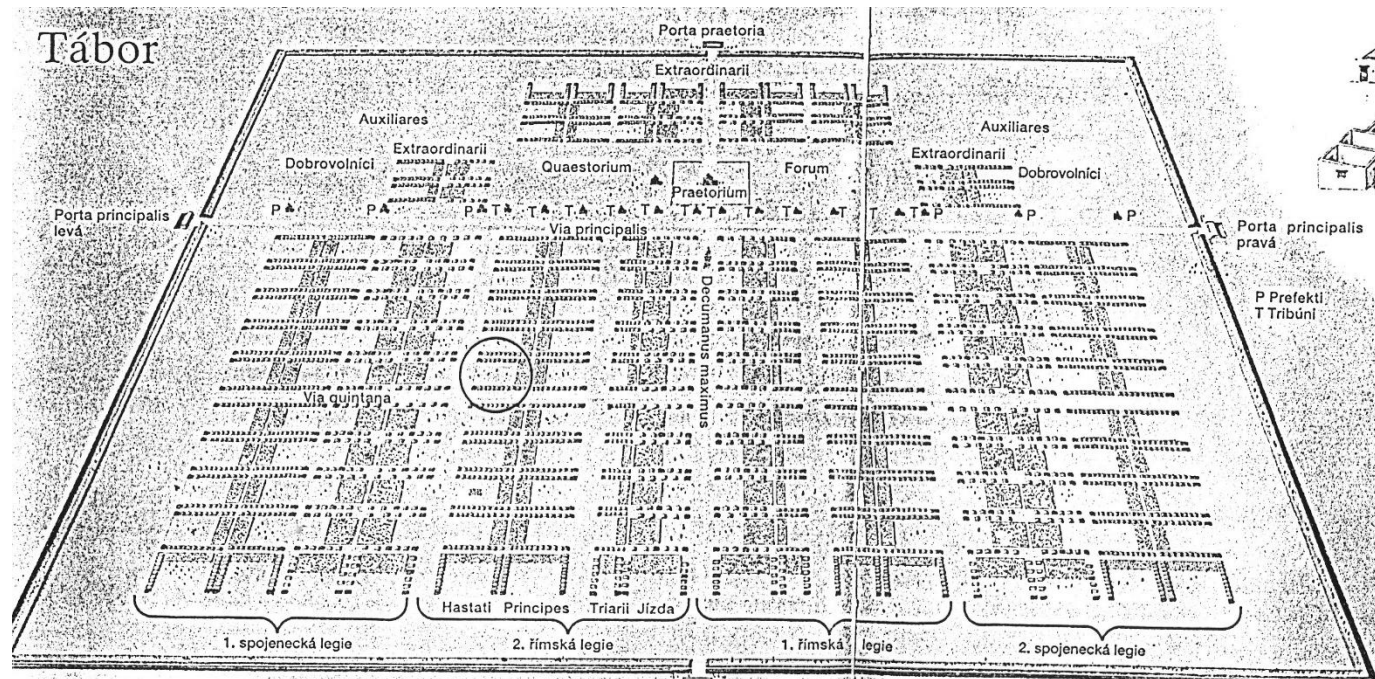 Tábor
Porta praetoria
Extraordinarii
Auxiliares
Auxiliares
Dobrovolníci
Extraordinarii
Quaestorium
Praetorium
Forum
Extraordinarii
Dobrovolníci
Porta principalis
levá
P P P T T T T T T T T T T T P P P
Via principalis
Porta principalis
pravá
P Prefekti
T Tribúni
Decumanus maximus
Via quintana
Hastati Principes Triarii Jízda
1. spojenecká legie
2. římská legie
1. římská legie
2. spojenecká legie